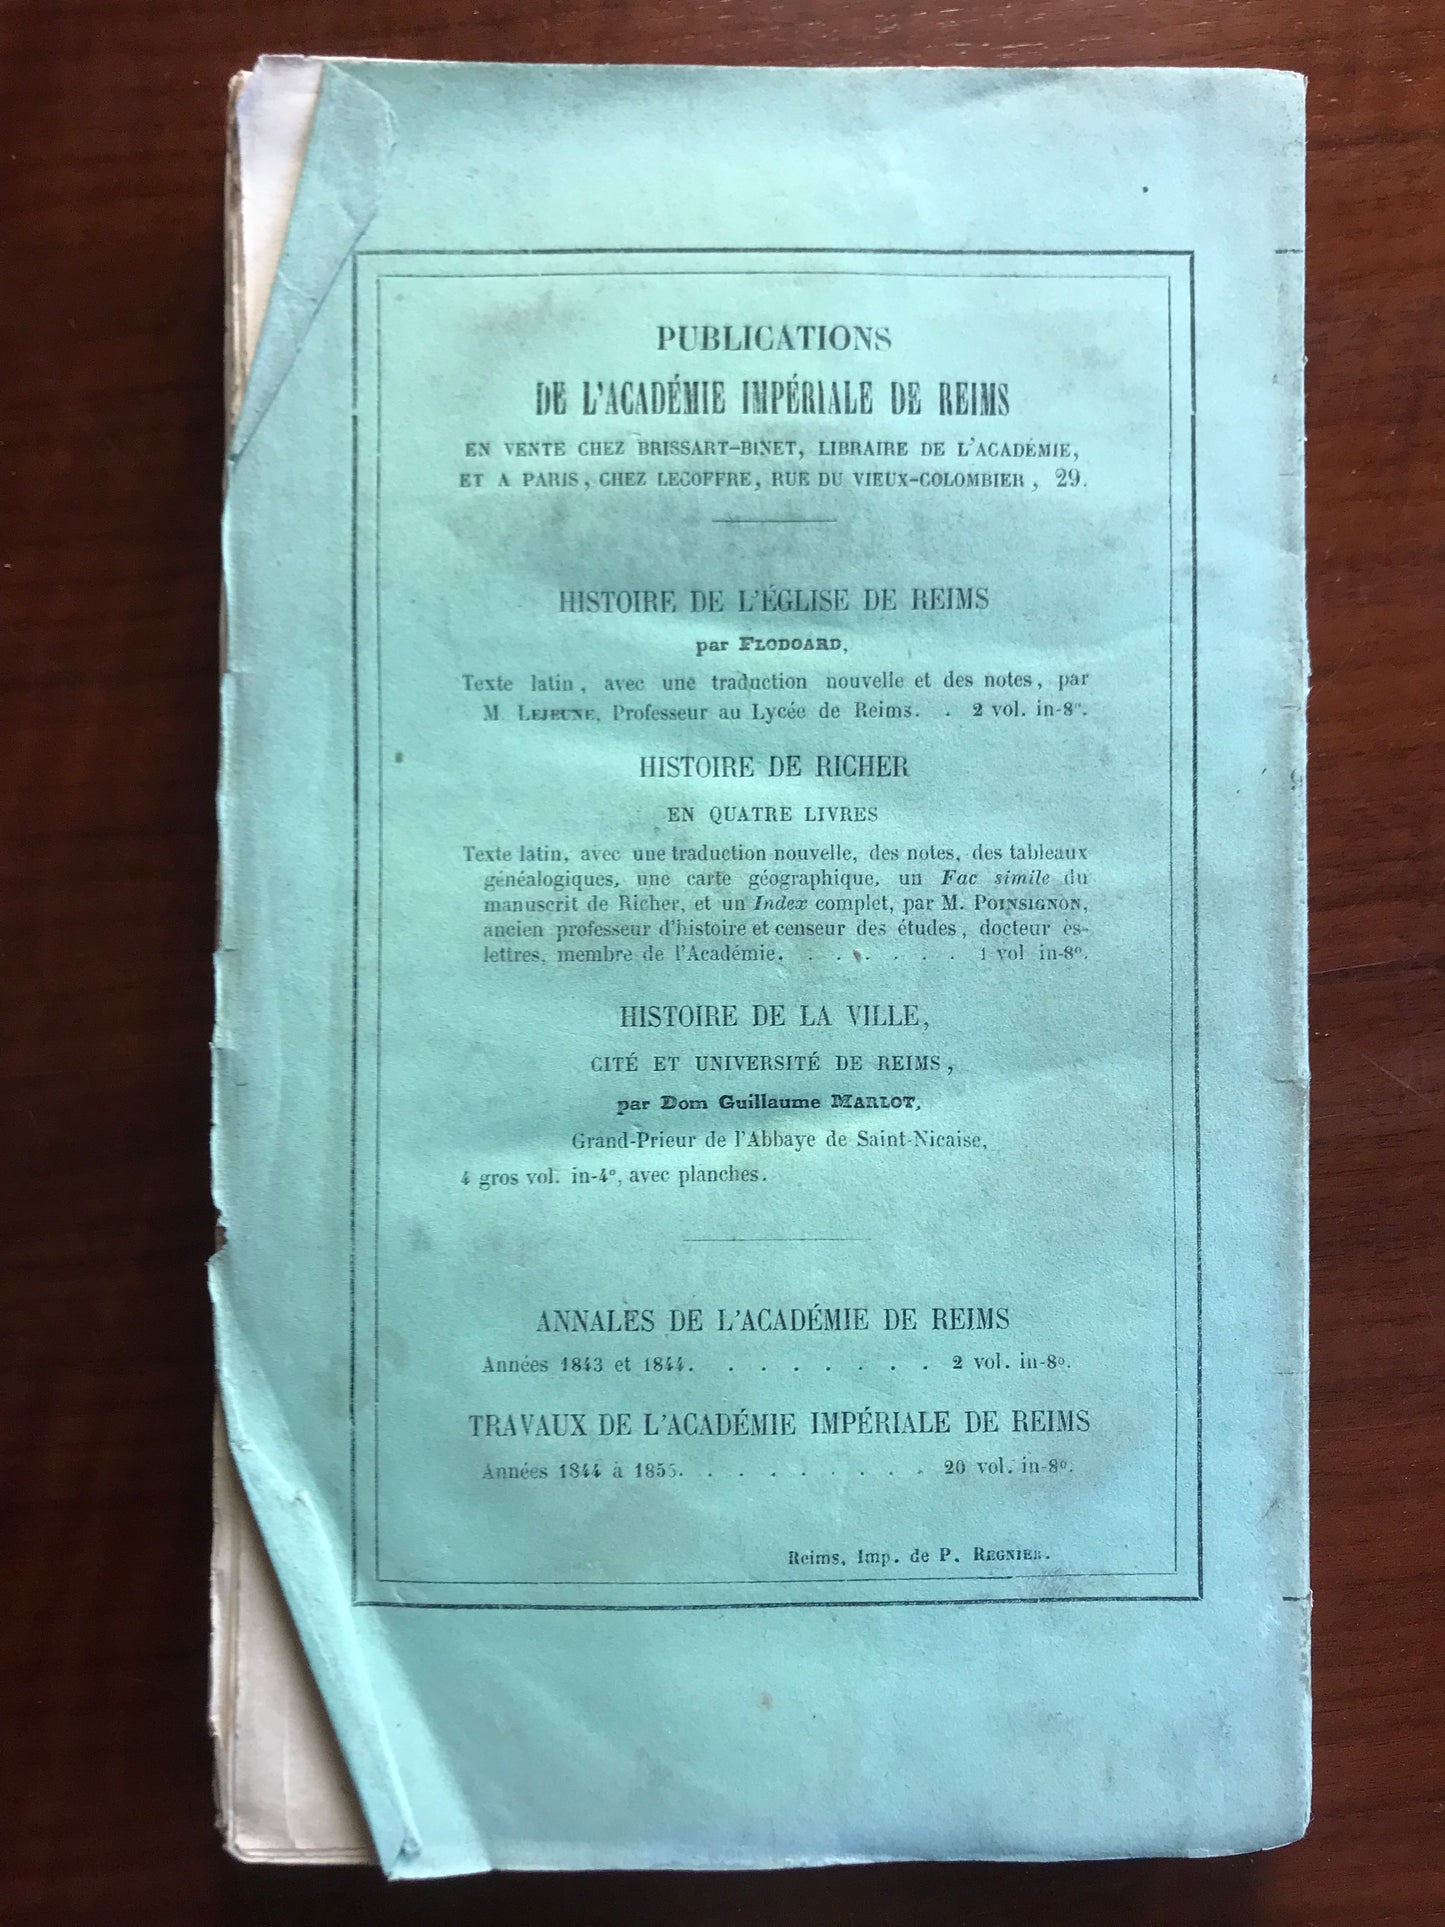 PUBLICATIONS
DE L'ACADÉMIE IMPÉRIALE DE REIMS
EN VENTE CHEZ BRISSART-BINET, LIBRAIRE DE L'ACADÉMIE,
ET A PARIS, CHEZ LECOFFRE, RUE DU VIEUX-COLOMBIER, 29.
HISTOIRE DE L'ÉGLISE DE REIMS
par FLODOARD,
Texte latin, avec une traduction nouvelle et des notes, par
M. LEJEUNE, Professeur au Lycée de Reims. . 2 vol. in-8°.
HISTOIRE DE RICHER
EN QUATRE LIVRES
Texte latin, avec une traduction nouvelle, des notes, des tableaux
généalogiques, une carte géographique, un Fac simile du
manuscrit de Richer, et un Index complet, par M. POINSIGNON,
ancien professeur d'histoire et censeur des études, docteur ès-
lettres, membre de l'Académie. . . . . . . 1 vol in-8°.
HISTOIRE DE LA VILLE,
CITÉ ET UNIVERSITÉ DE REIMS,
par Dom Guillaume MARLOT,
Grand-Prieur de l'Abbaye de Saint-Nicaise,
4 gros vol. in-4°, avec planches.
ANNALES DE L'ACADÉMIE DE REIMS
Années 1843 et 1844. . . . . . . . 2 vol. in-8°.
TRAVAUX DE L'ACADÉMIE IMPÉRIALE DE REIMS
Années 1844 à 1855. . . . . . . . . 20 vol. in-8°.
Reims, Imp. de P. REGNIER.